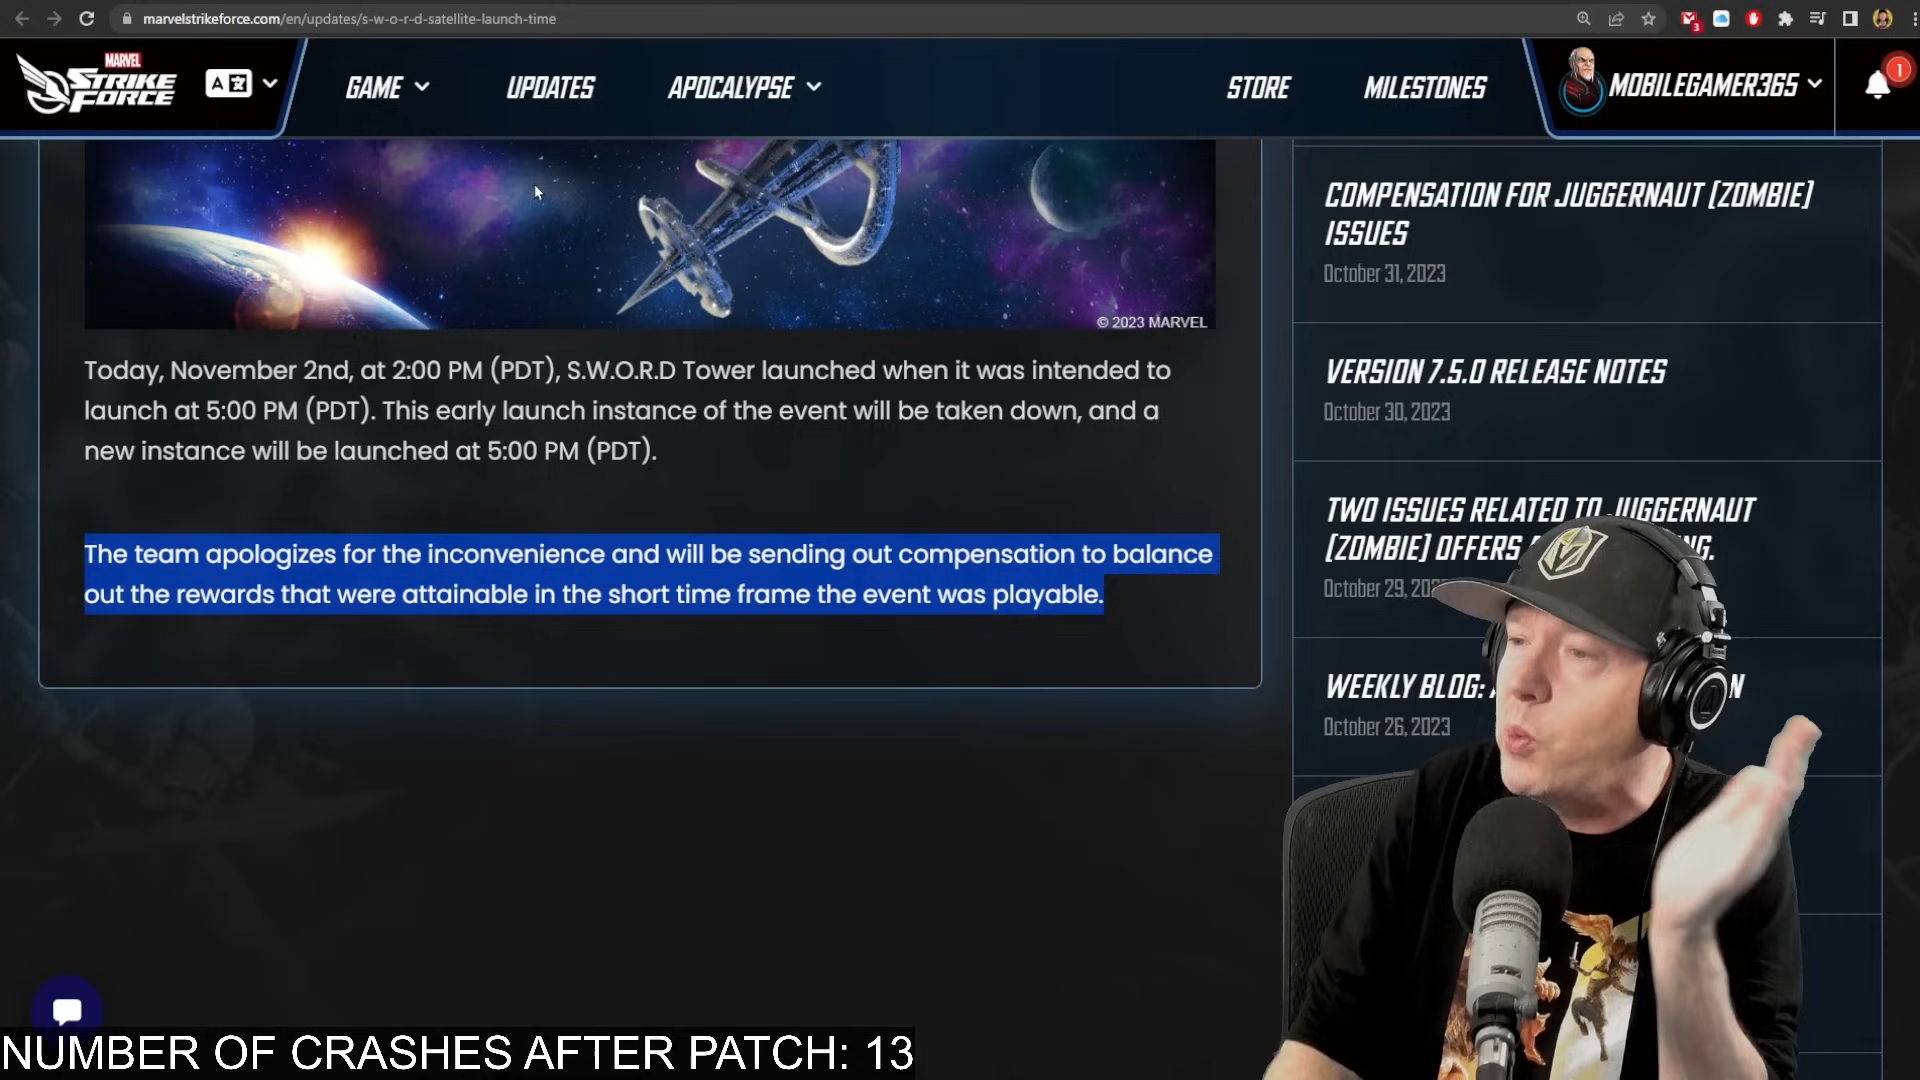 marvelstrikeforce.com/en/updates/s-w-o-r-d-satellite-launch-time
3
MARVEL
STRIKE
FORCE
A
GAME
UPDATES
APOCALYPSE
STORE
MILESTONES
MOBILEGAMER365
1
© 2023 MARVEL
Today, November 2nd, at 2:00 PM (PDT), S.W.O.R.D Tower launched when it was intended to
launch at 5:00 PM (PDT). This early launch instance of the event will be taken down, and a
new instance will be launched at 5:00 PM (PDT).
The team apologizes for the inconvenience and will be sending out compensation to balance
out the rewards that were attainable in the short time frame the event was playable.
COMPENSATION FOR JUGGERNAUT [ZOMBIE]
ISSUES
October 31, 2023
VERSION 7.5.0 RELEASE NOTES
October 30, 2023
TWO ISSUES RELATED TO JUGGERNAUT
[ZOMBIE] OFFERS
October 29, 20
WEEKLY BLOG:
October 26, 2023
NUMBER OF CRASHES AFTER PATCH: 13